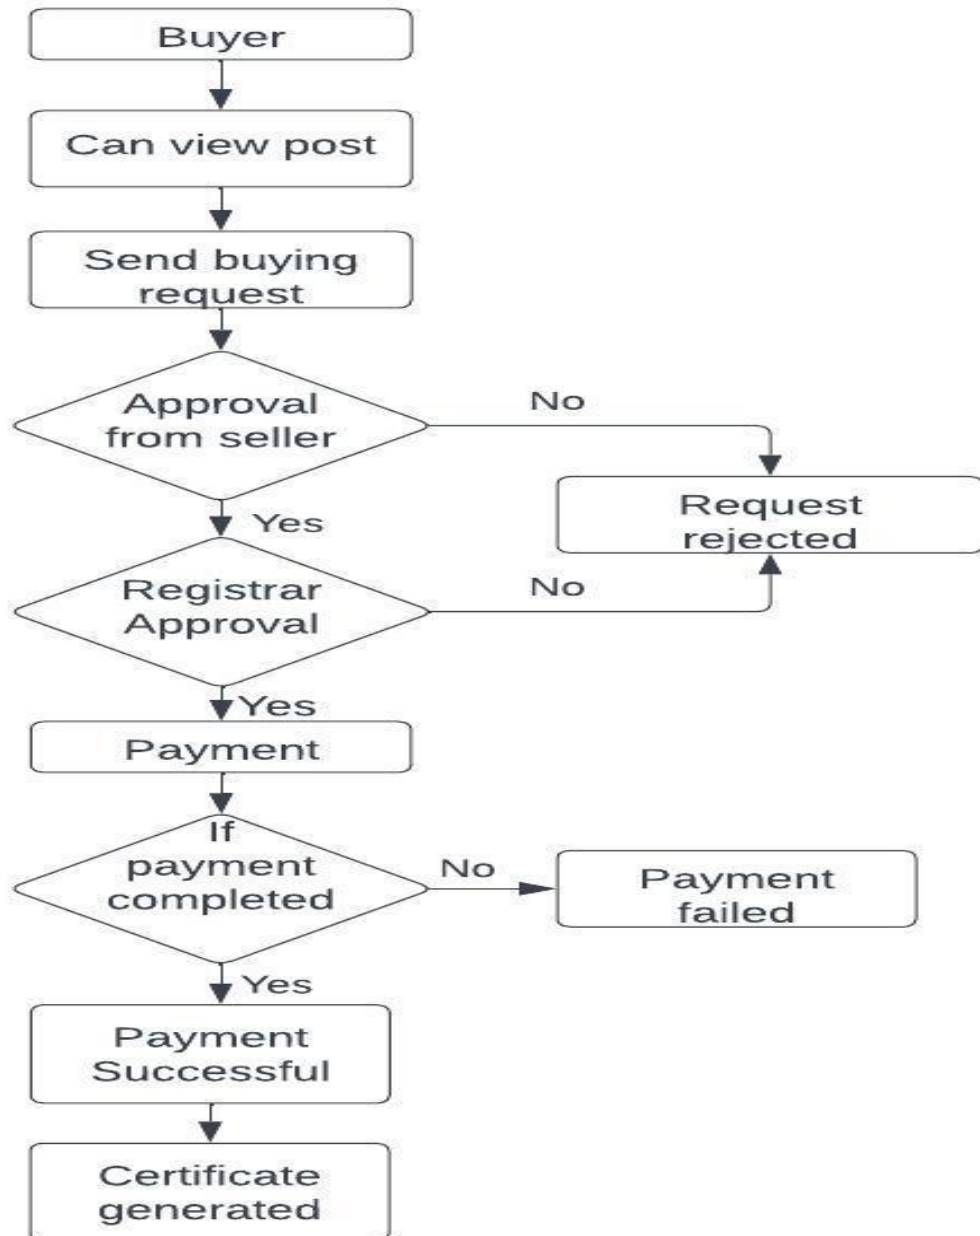 Buyer
Can view post
Send buying
request
Approval
from seller
No
Request
rejected
Yes
Registrar
Approval
No
Yes
Payment
If
payment
completed
No
Payment
failed
Yes
Payment
Successful
Certificate
generated